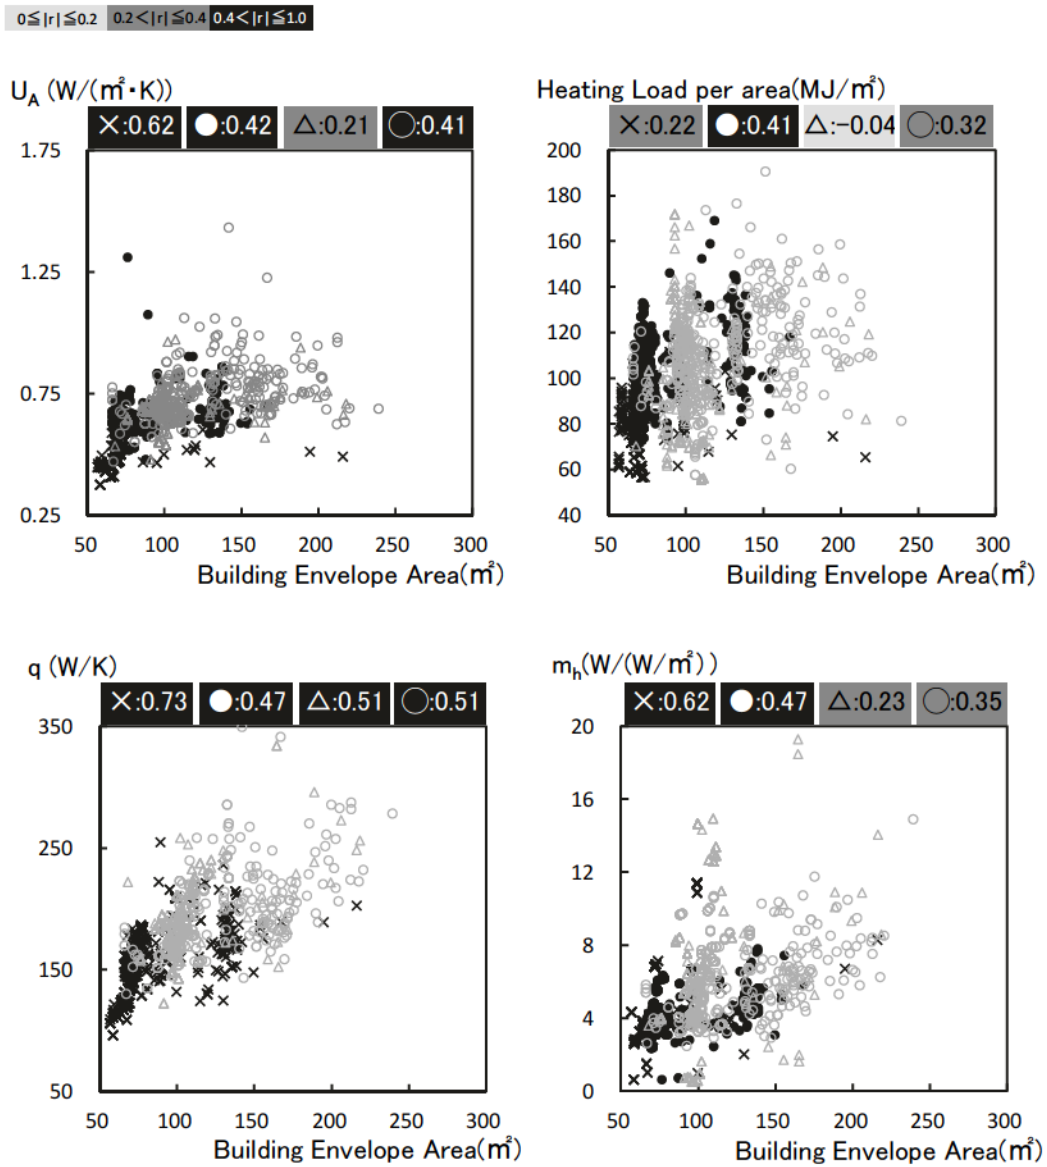 0≦|r|≦0.2 0.2<|r|≦0.4 0.4<|r|≦1.0
U_A (W/(㎡・K))
×:0.62 ●:0.42 △:0.21 ○:0.41
1.75
1.25
0.75
0.25
50 100 150 200 250 300
Building Envelope Area(㎡)
Heating Load per area(MJ/㎡)
×:0.22 ●:0.41 △:-0.04 ○:0.32
200
180
160
140
120
100
80
60
40
50 100 150 200 250 300
Building Envelope Area(㎡)
q (W/K)
×:0.73 ●:0.47 △:0.51 ○:0.51
350
250
150
50
50 100 150 200 250 300
Building Envelope Area(㎡)
m_h(W/(W/㎡))
×:0.62 ●:0.47 △:0.23 ○:0.35
20
16
12
8
4
0
50 100 150 200 250 300
Building Envelope Area(㎡)